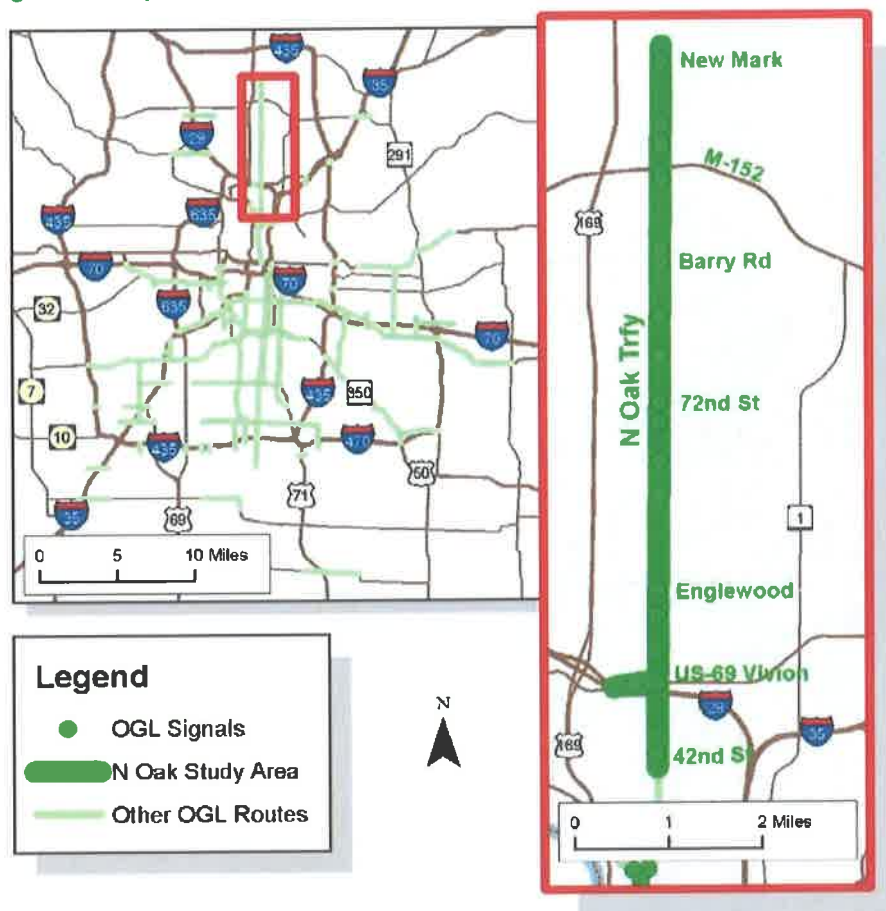 435
35
29
291
435
635
70
70
32
635
70
7
435
350
10
435
470
50
71
35
69
0 5 10 Miles
New Mark
M-152
169
Barry Rd
N Oak Trfy
72nd St
1
Englewood
US-69 Vivion
29
35
169
42nd St
0 1 2 Miles
Legend
OGL Signals
N Oak Study Area
Other OGL Routes
N